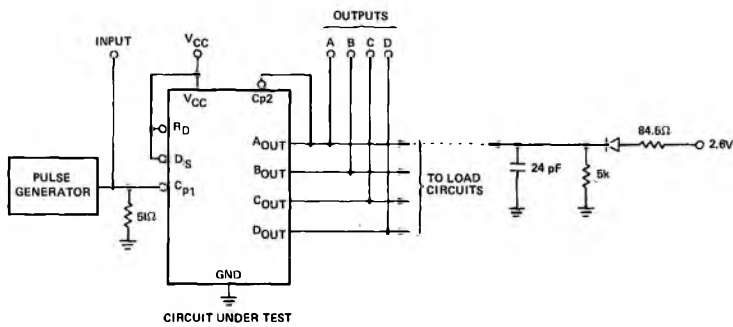 OUTPUTS
INPUT
VCC
A B C D
VCC
Cp2
RD
DS
Cp1
AOUT
BOUT
COUT
DOUT
GND
PULSE
GENERATOR
51Ω
TO LOAD
CIRCUITS
24 pF
5k
84.5Ω
2.6V
CIRCUIT UNDER TEST